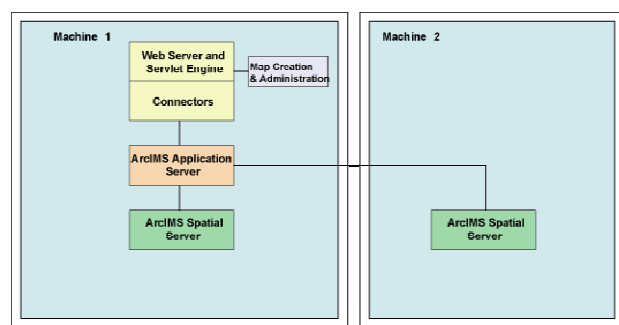 Machine 1
Web Server and
Servlet Engine
Map Creation
& Administration
Connectors
ArcIMS Application
Server
ArcIMS Spatial
Server
Machine 2
ArcIMS Spatial
Server